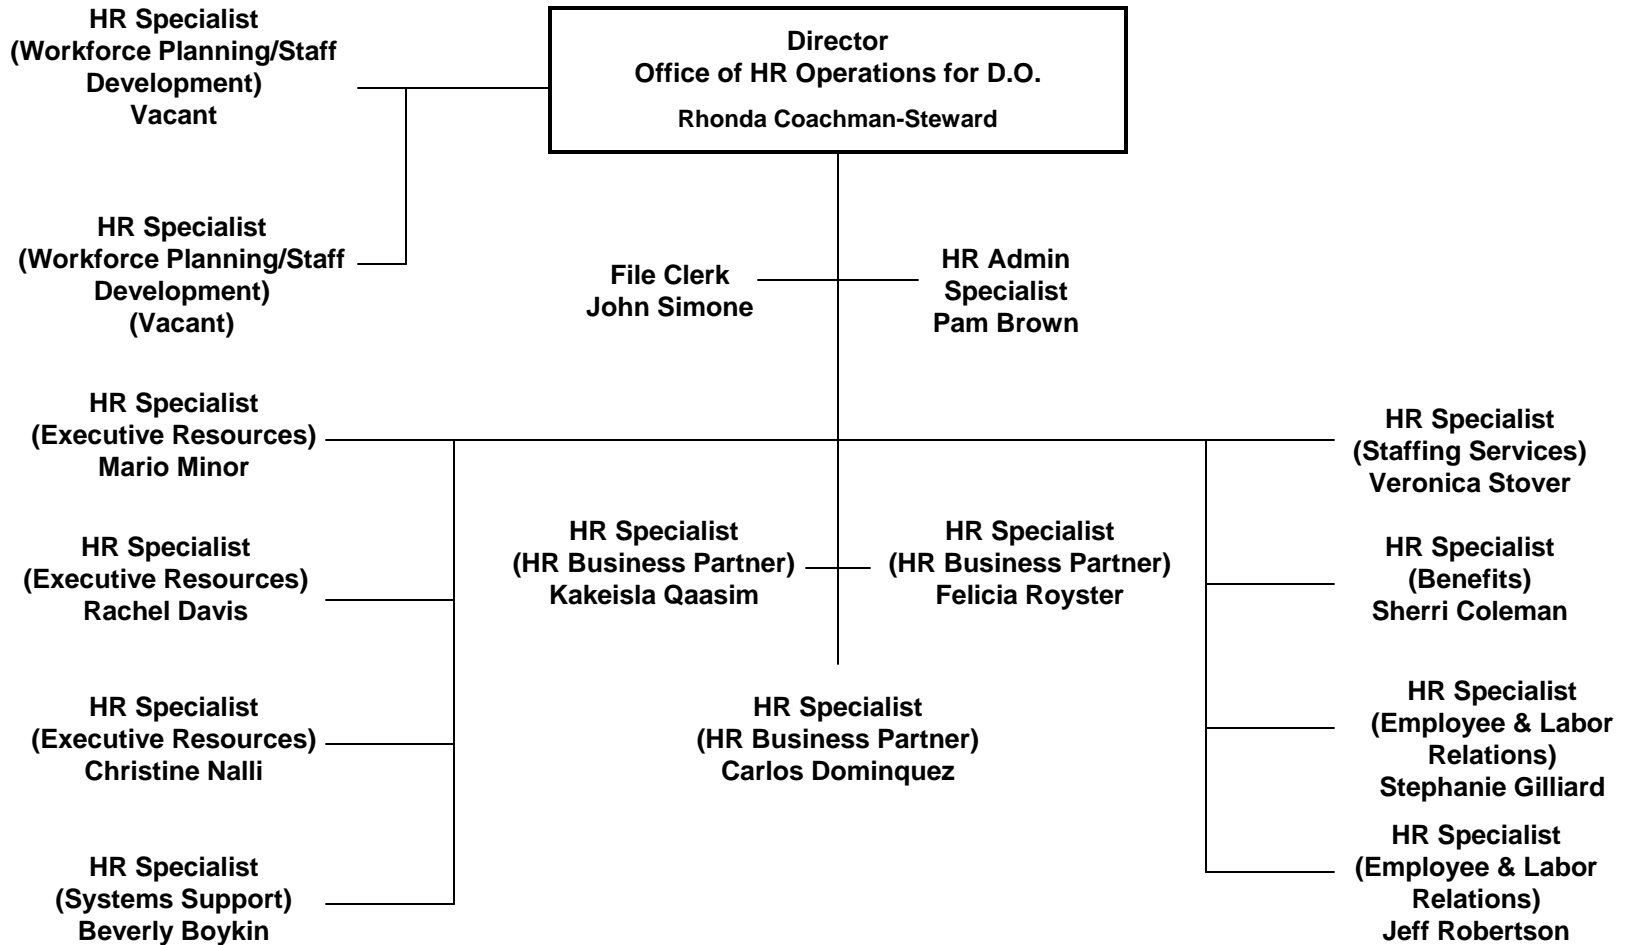 HR Specialist
(Workforce Planning/Staff
Development)
Vacant
Director
Office of HR Operations for D.O.
Rhonda Coachman-Steward
HR Specialist
(Workforce Planning/Staff
Development)
(Vacant)
File Clerk
John Simone
HR Admin
Specialist
Pam Brown
HR Specialist
(Executive Resources)
Mario Minor
HR Specialist
(Staffing Services)
Veronica Stover
HR Specialist
(Executive Resources)
Rachel Davis
HR Specialist
(HR Business Partner)
Kakeisla Qaasim
HR Specialist
(HR Business Partner)
Felicia Royster
HR Specialist
(Benefits)
Sherri Coleman
HR Specialist
(Executive Resources)
Christine Nalli
HR Specialist
(HR Business Partner)
Carlos Dominquez
HR Specialist
(Employee & Labor
Relations)
Stephanie Gilliard
HR Specialist
(Systems Support)
Beverly Boykin
HR Specialist
(Employee & Labor
Relations)
Jeff Robertson